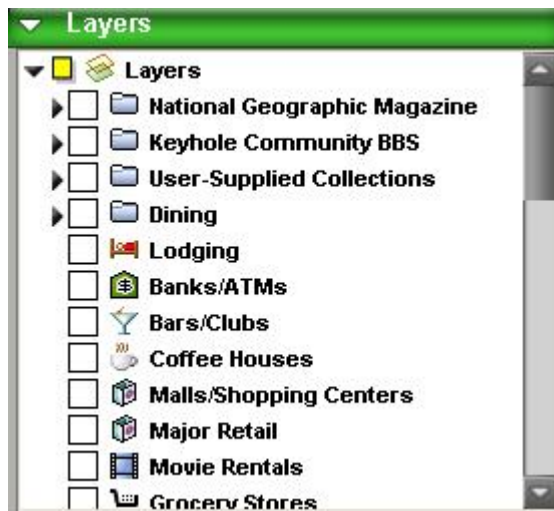 Layers
Layers
National Geographic Magazine
Keyhole Community BBS
User-Supplied Collections
Dining
Lodging
Banks/ATMs
Bars/Clubs
Coffee Houses
Malls/Shopping Centers
Major Retail
Movie Rentals
Grocery Stores